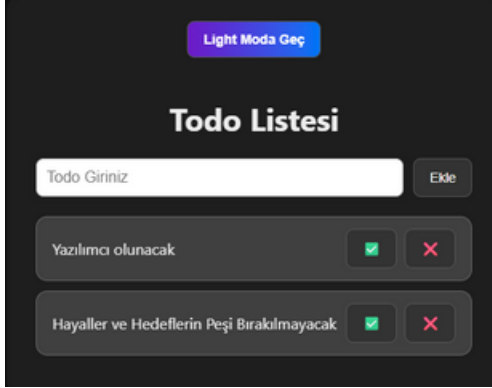 Light Moda Geç
Todo Listesi
Todo Giriniz
Ekle
Yazılımcı olunacak
Hayaller ve Hedeflerin Peşi Bırakılmayacak